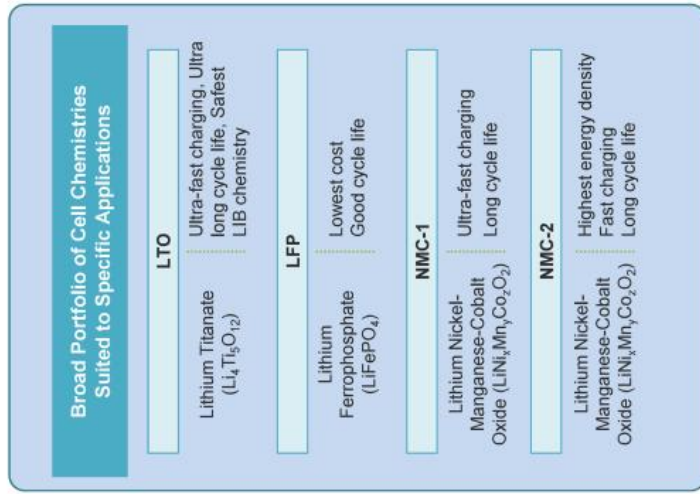 Broad Portfolio of Cell Chemistries
Suited to Specific Applications
LTO
Lithium Titanate
(Li₄Ti₅O₁₂)
Ultra-fast charging, Ultra
long cycle life, Safest
LIB chemistry
LFP
Lithium
Ferrophosphate
(LiFePO₄)
Lowest cost
Good cycle life
NMC-1
Lithium Nickel-
Manganese-Cobalt
Oxide (LiNiₓMnᵧCo𝓏O₂)
Ultra-fast charging
Long cycle life
NMC-2
Lithium Nickel-
Manganese-Cobalt
Oxide (LiNiₓMnᵧCo𝓏O₂)
Highest energy density
Fast charging
Long cycle life